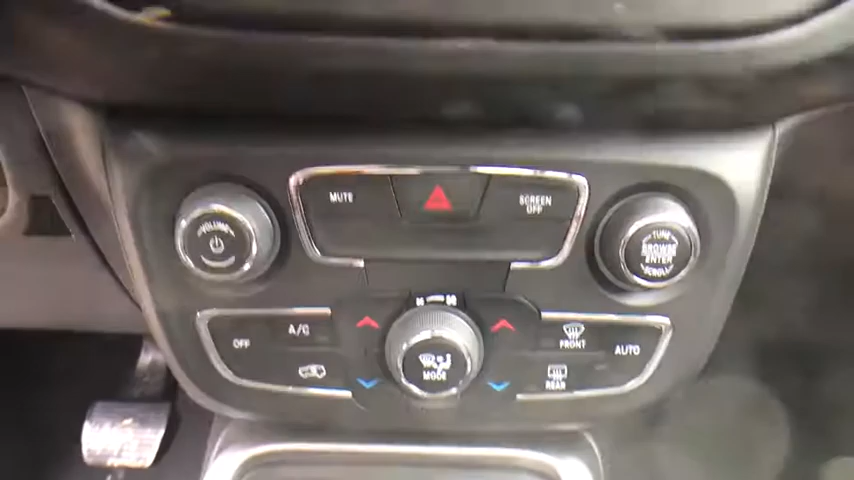 MUTE
SCREEN
OFF
VOLUME
TUNE
BROWSE
ENTER
SCROLL
OFF
A/C
MODE
FRONT
REAR
AUTO